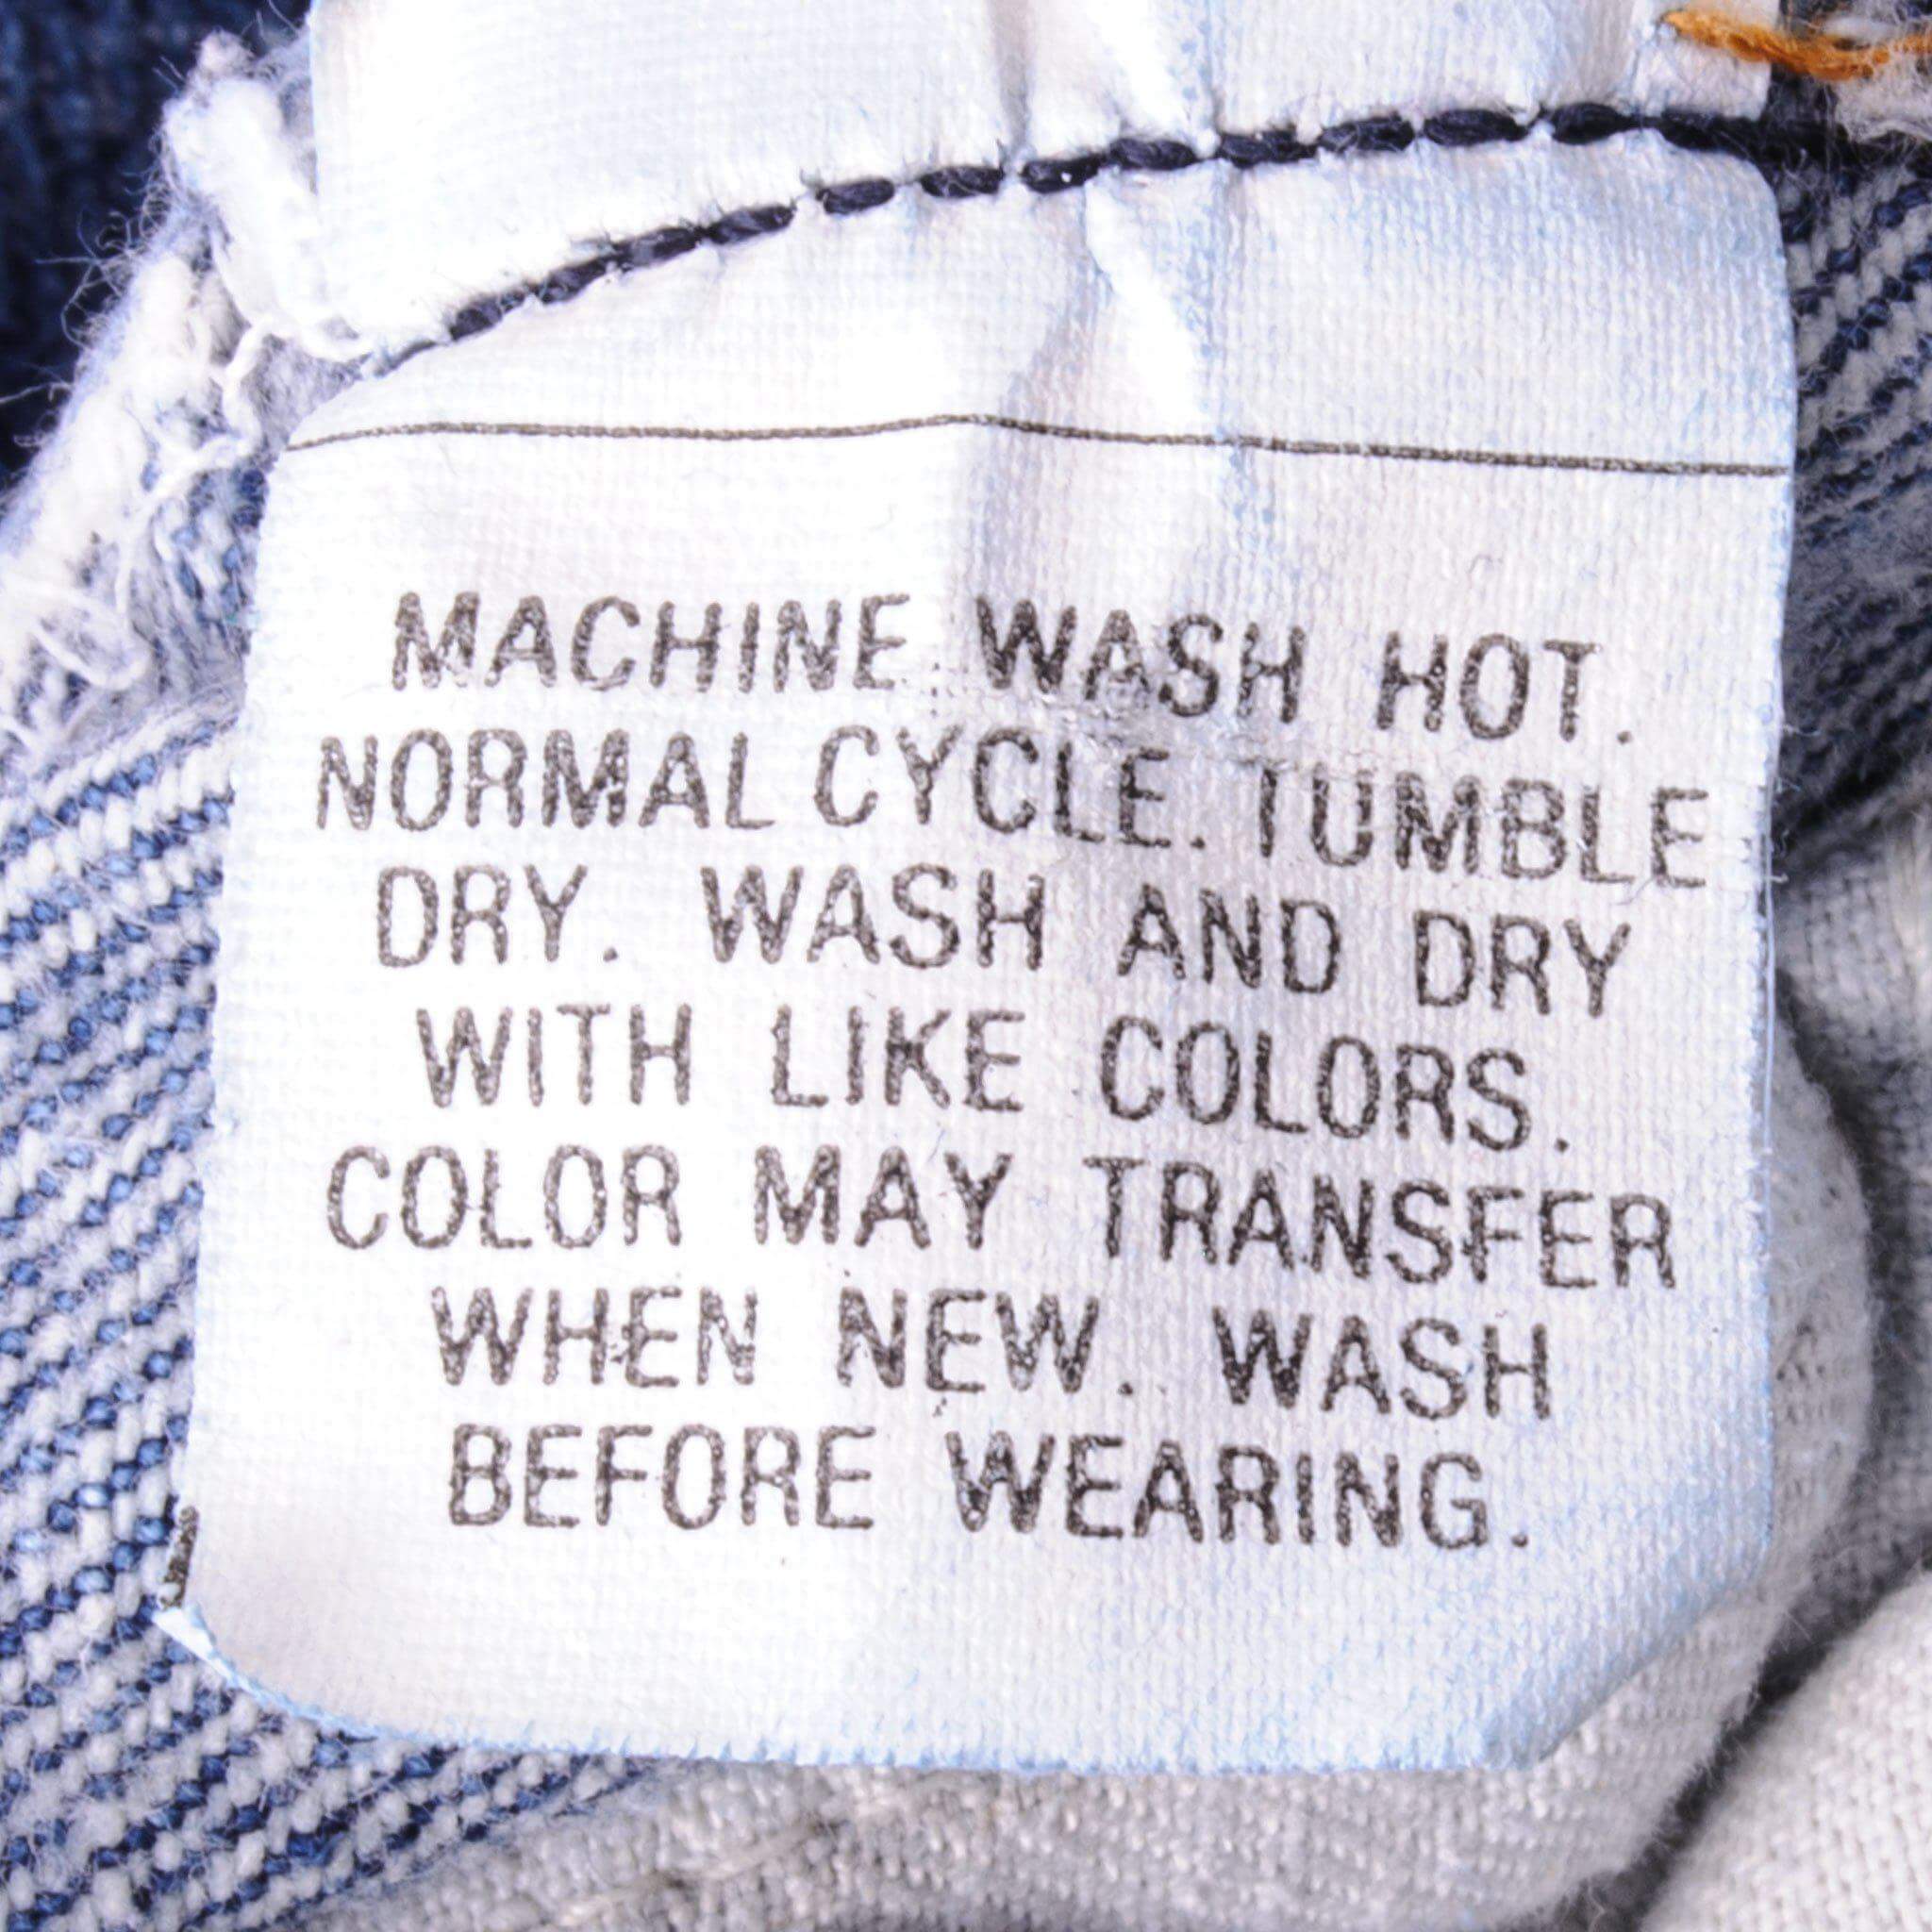 MACHINE WASH HOT.
NORMAL CYCLE. TUMBLE
DRY. WASH AND DRY
WITH LIKE COLORS.
COLOR MAY TRANSFER
WHEN NEW. WASH
BEFORE WEARING.